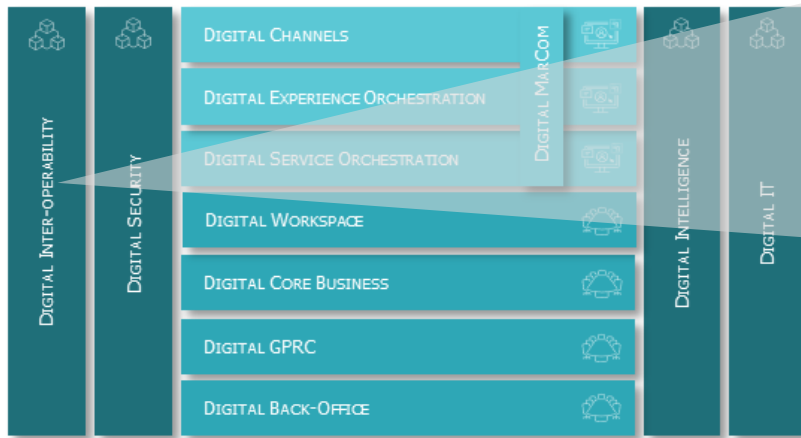 Digital Inter-operability
Digital Security
Digital Channels
Digital Experience Orchestration
Digital Service Orchestration
Digital Workspace
Digital Core Business
Digital GPRC
Digital Back-Office
Digital MarCom
Digital Intelligence
Digital IT